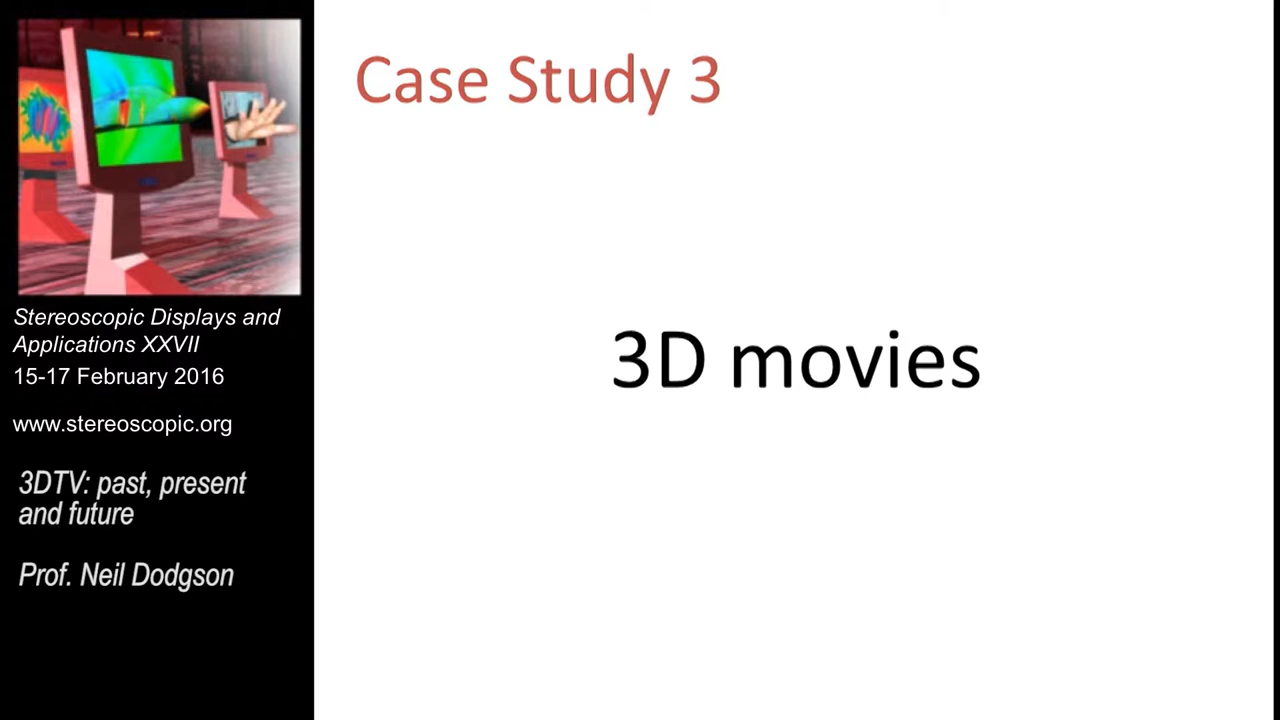 Case Study 3
3D movies
Stereoscopic Displays and
Applications XXVII
15-17 February 2016
www.stereoscopic.org
3DTV: past, present
and future
Prof. Neil Dodgson